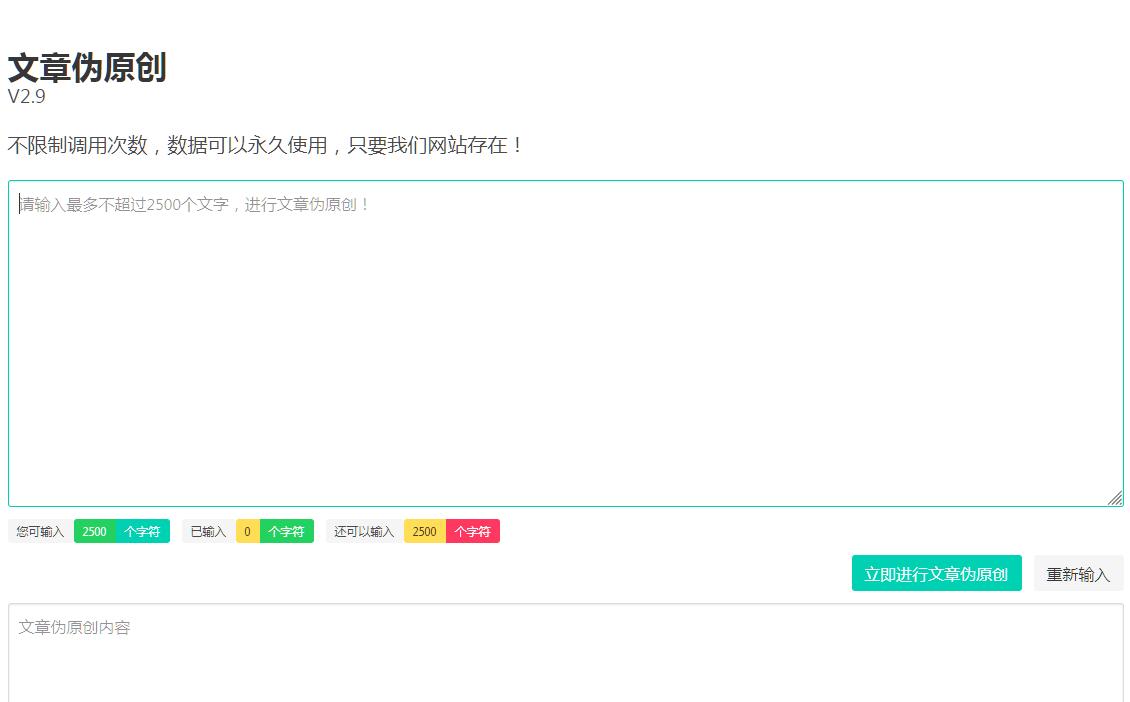 文章伪原创
V2.9
不限制调用次数，数据可以永久使用，只要我们网站存在！
请输入最多不超过2500个文字，进行文章伪原创！
您可输入 2500 个字符 已输入 0 个字符 还可以输入 2500 个字符
立即进行文章伪原创 重新输入
文章伪原创内容